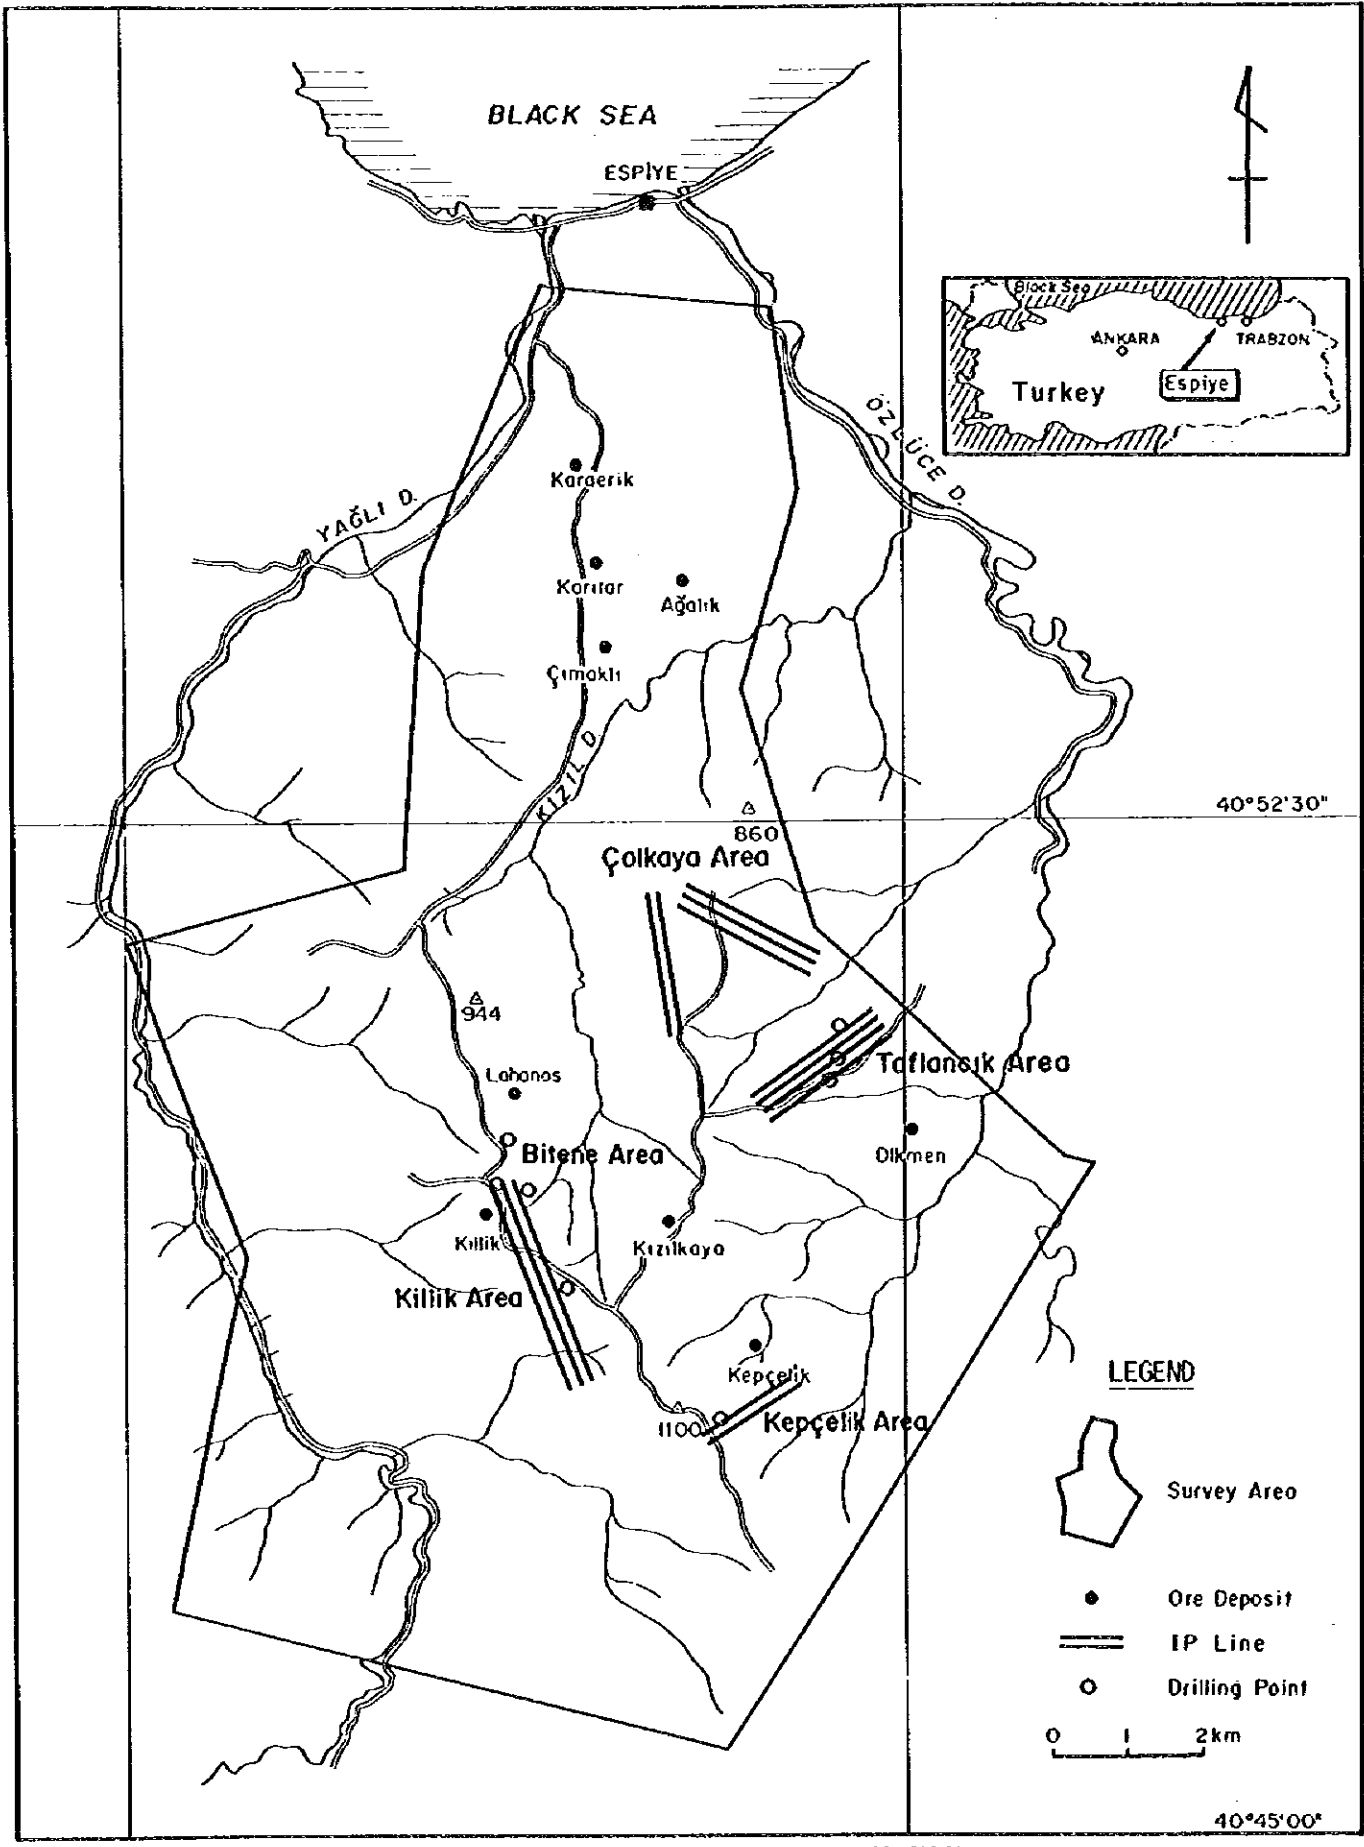 BLACK SEA
ESPİYE
Black Sea
ANKARA
TRABZON
Espiye
Turkey
ÖZLÜCE D.
Karaerik
YAĞLI D.
Karılar
Ağalık
Çımaklı
KIZIL D.
40°52'30"
860
Çolkaya Area
944
Lahanos
Taflancık Area
Bitene Area
Dikmen
Killik
Kızılkaya
Killik Area
Kepçelik
LEGEND
1100
Kepçelik Area
Survey Area
Ore Deposit
IP Line
Drilling Point
0 1 2km
40°45'00"